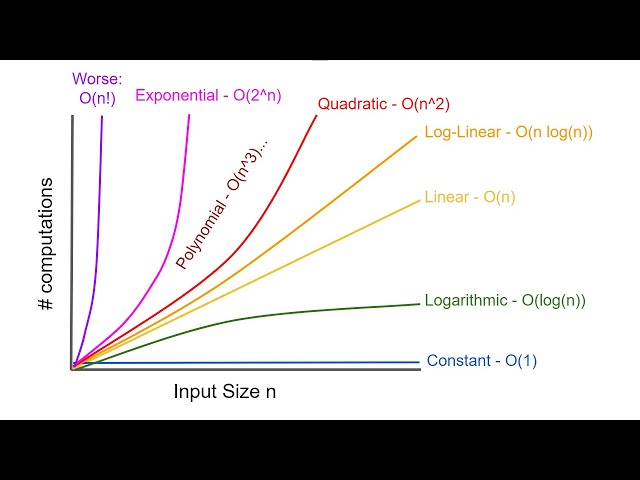 Worse:
O(n!)
Exponential - O(2^n)
Quadratic - O(n^2)
Polynomial - O(n^3)...
Log-Linear - O(n log(n))
Linear - O(n)
Logarithmic - O(log(n))
Constant - O(1)
# computations
Input Size n